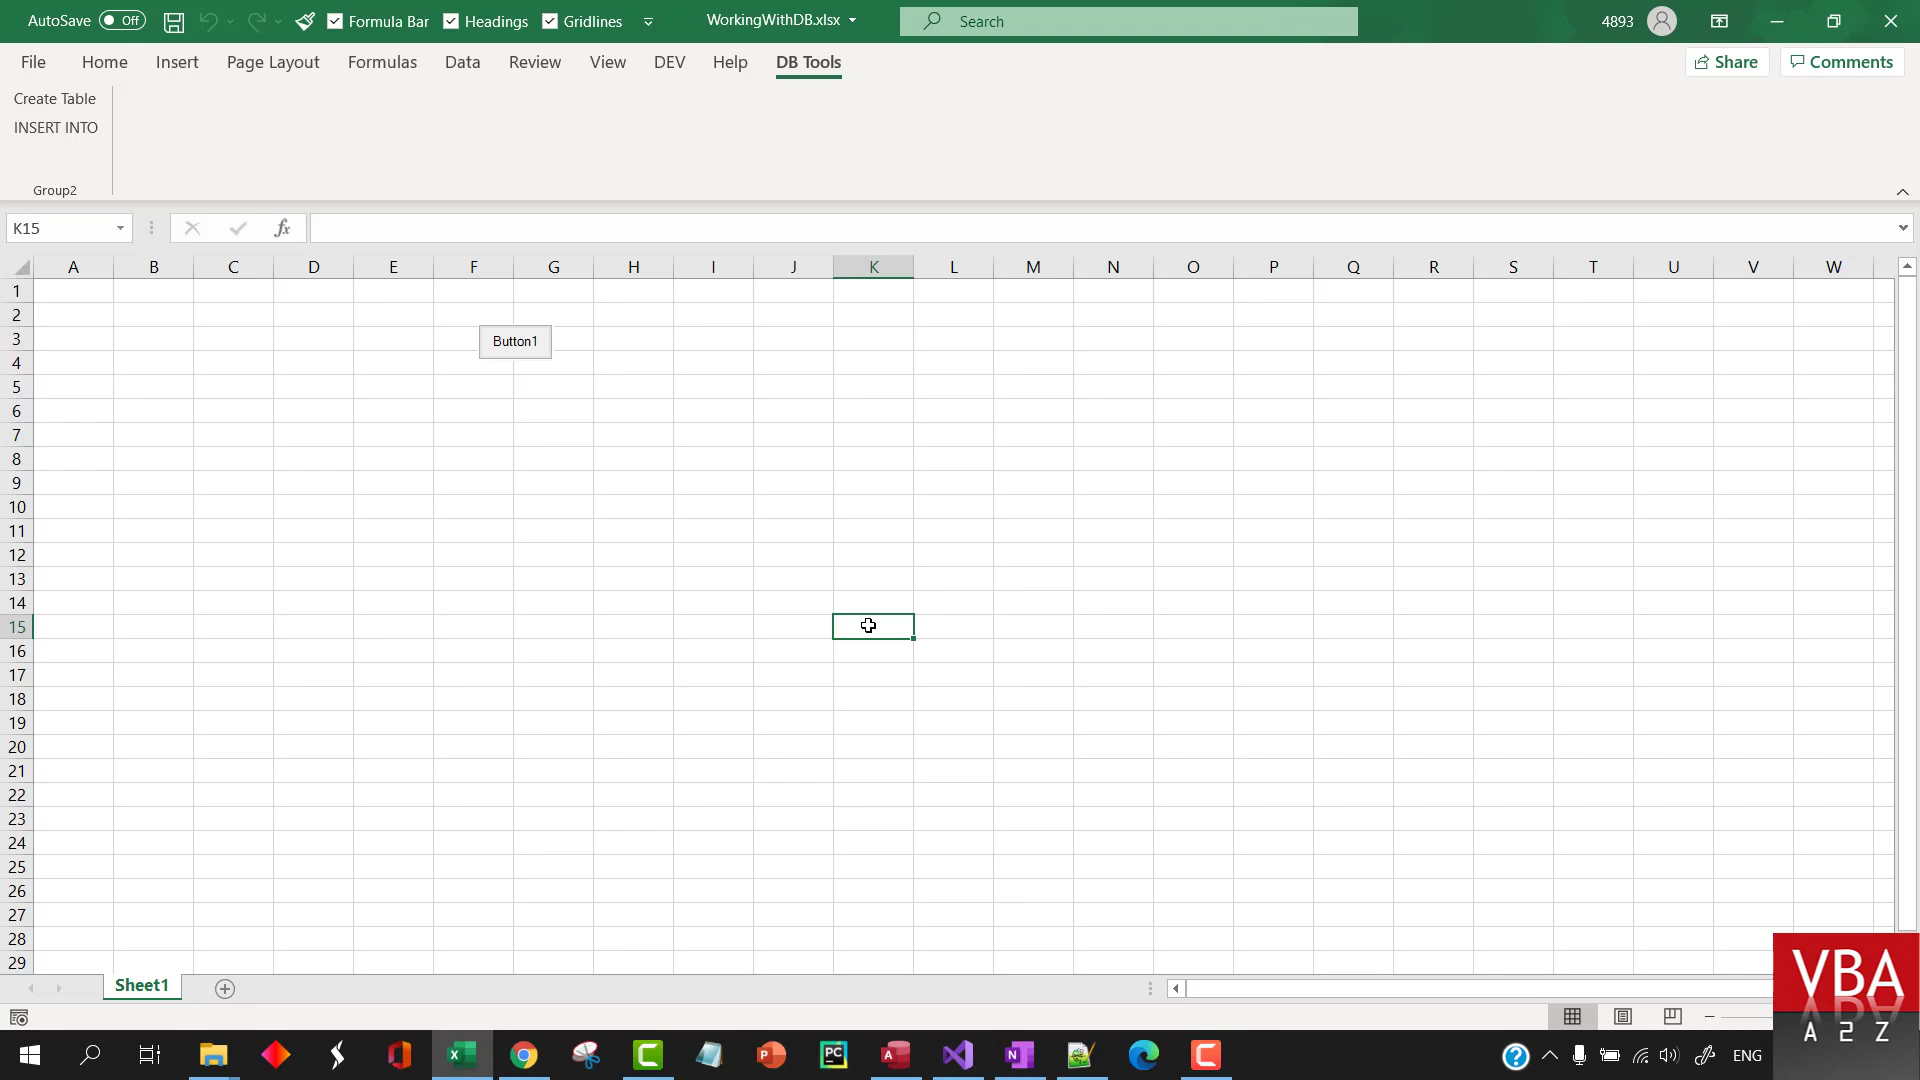 AutoSave Off Formula Bar Headings Gridlines WorkingWithDB.xlsx Search 4893
File Home Insert Page Layout Formulas Data Review View DEV Help DB Tools Share Comments
Create Table
INSERT INTO
Group2
K15 fx
A B C D E F G H I J K L M N O P Q R S T U V W
1
2
3 Button1
4
5
6
7
8
9
10
11
12
13
14
15
16
17
18
19
20
21
22
23
24
25
26
27
28
29
Sheet1
VBA
A 2 Z
ENG